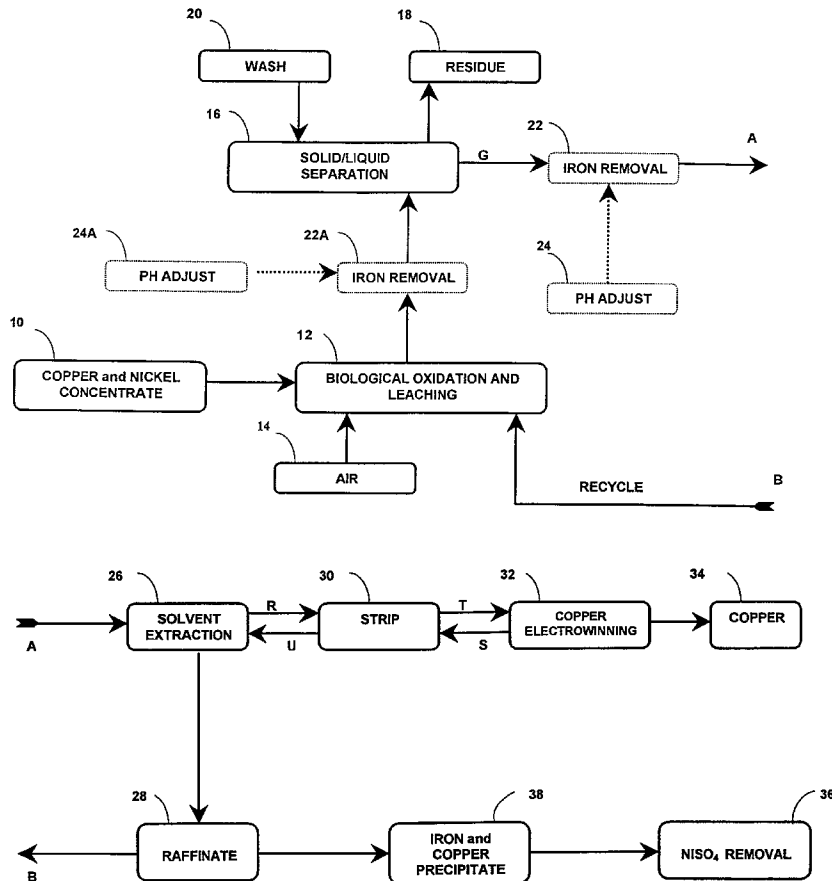 20
18
WASH
RESIDUE
16
22
A
SOLID/LIQUID
SEPARATION
G
IRON REMOVAL
24A
22A
24
PH ADJUST
IRON REMOVAL
PH ADJUST
10
12
COPPER and NICKEL
CONCENTRATE
BIOLOGICAL OXIDATION AND
LEACHING
14
AIR
RECYCLE
B
26
30
32
34
R
T
SOLVENT
EXTRACTION
STRIP
COPPER
ELECTROWINNING
COPPER
A
U
S
28
38
36
RAFFINATE
IRON and
COPPER
PRECIPITATE
NISO₄ REMOVAL
B